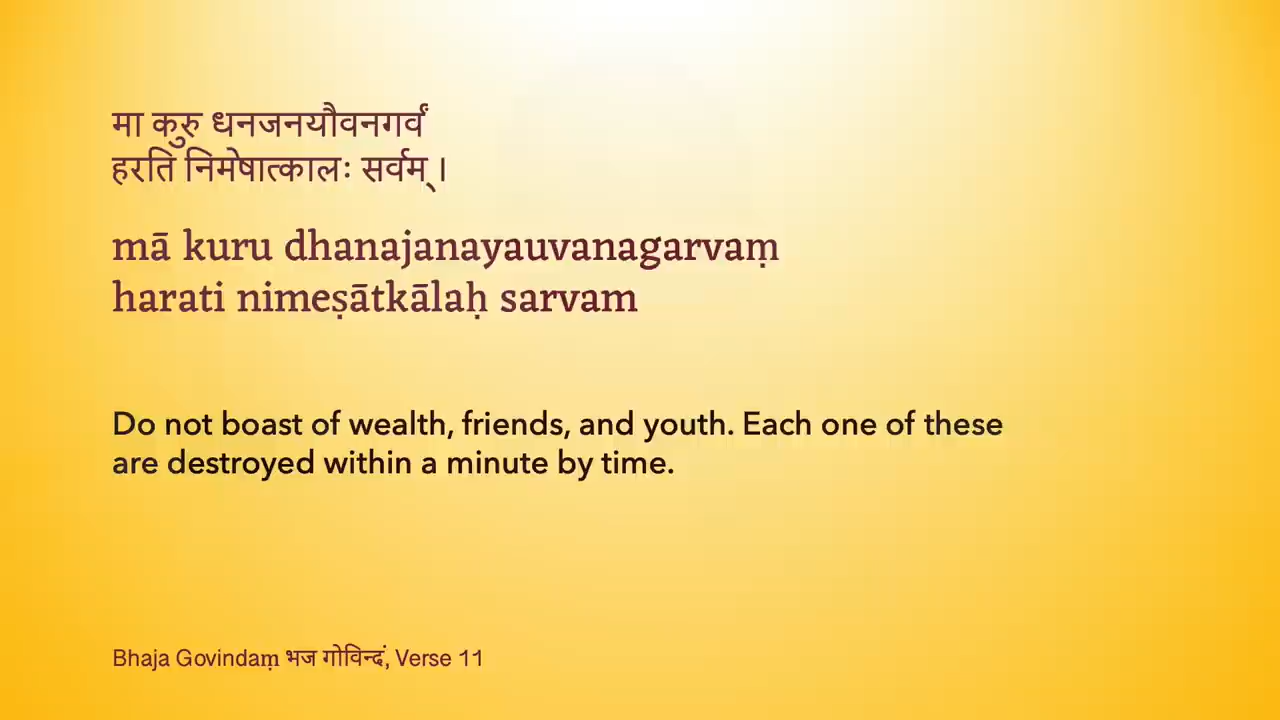 मा कुरु धनजनयौवनगर्वं
हरति निमेषात्कालः सर्वम् ।
mā kuru dhanajanayauvanagarvaṃ
harati nimeṣātkālaḥ sarvam
Do not boast of wealth, friends, and youth. Each one of these
are destroyed within a minute by time.
Bhaja Govindaṃ भज गोविन्दं, Verse 11